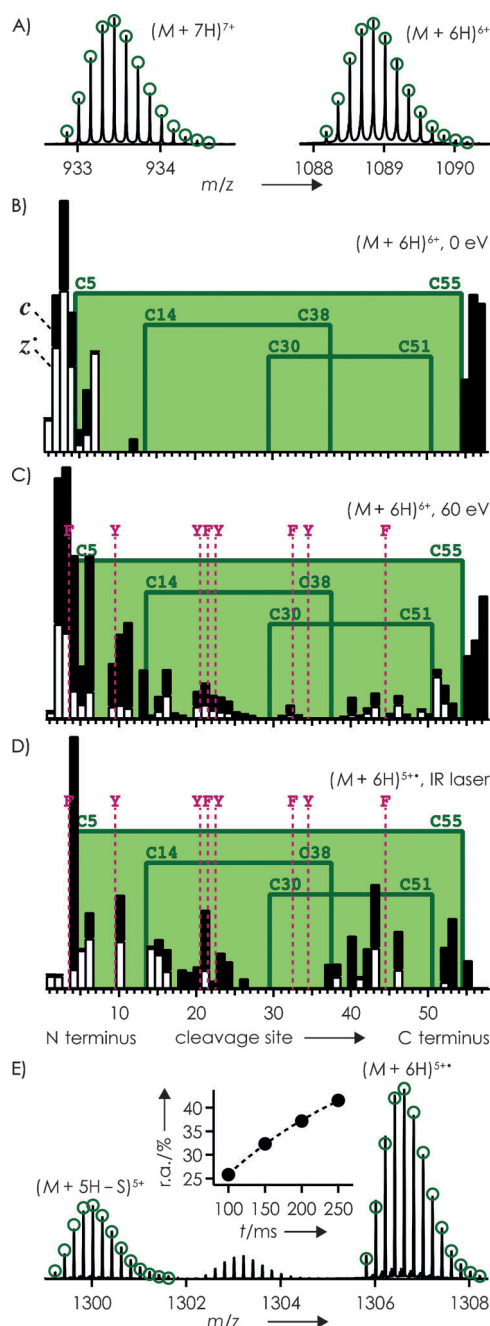 A)
(M + 7H)⁷⁺
(M + 6H)⁶⁺
933 934
1088 1089 1090
m/z
B)
(M + 6H)⁶⁺, 0 eV
C5 C55
c
C14 C38
z•
C30 C51
C)
(M + 6H)⁶⁺, 60 eV
F Y Y F Y F Y F
C5 C55
C14 C38
C30 C51
D)
(M + 6H)⁵⁺•, IR laser
F Y Y F Y F Y F
C5 C55
C14 C38
C30 C51
10 20 30 40 50
N terminus cleavage site C terminus
E)
(M + 6H)⁵⁺•
r.a./%
40
35
30
25
100 150 200 250
t/ms
(M + 5H – S)⁵⁺
1300 1302 1304 1306 1308
m/z